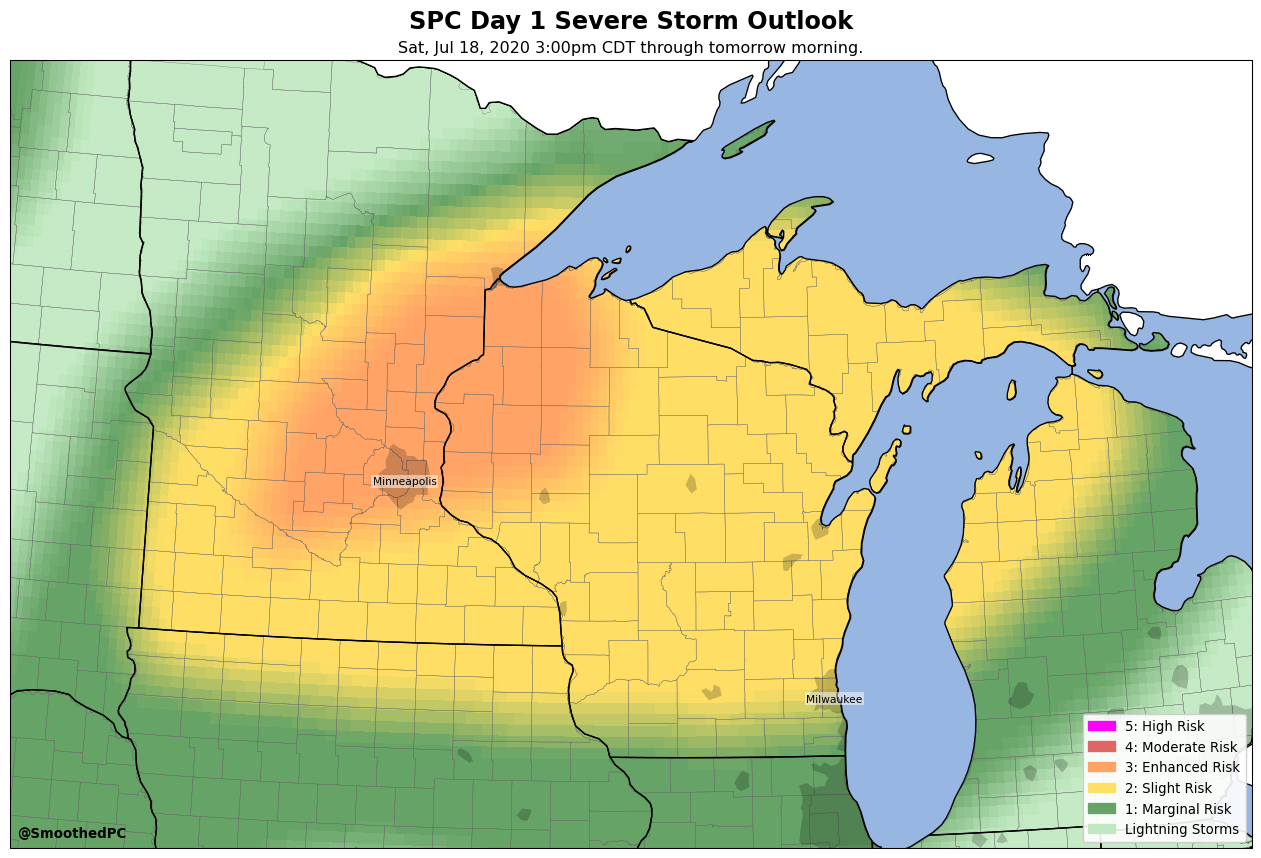 SPC Day 1 Severe Storm Outlook
Sat, Jul 18, 2020 3:00pm CDT through tomorrow morning.
Minneapolis
Milwaukee
5: High Risk
4: Moderate Risk
3: Enhanced Risk
2: Slight Risk
1: Marginal Risk
Lightning Storms
@SmoothedPC